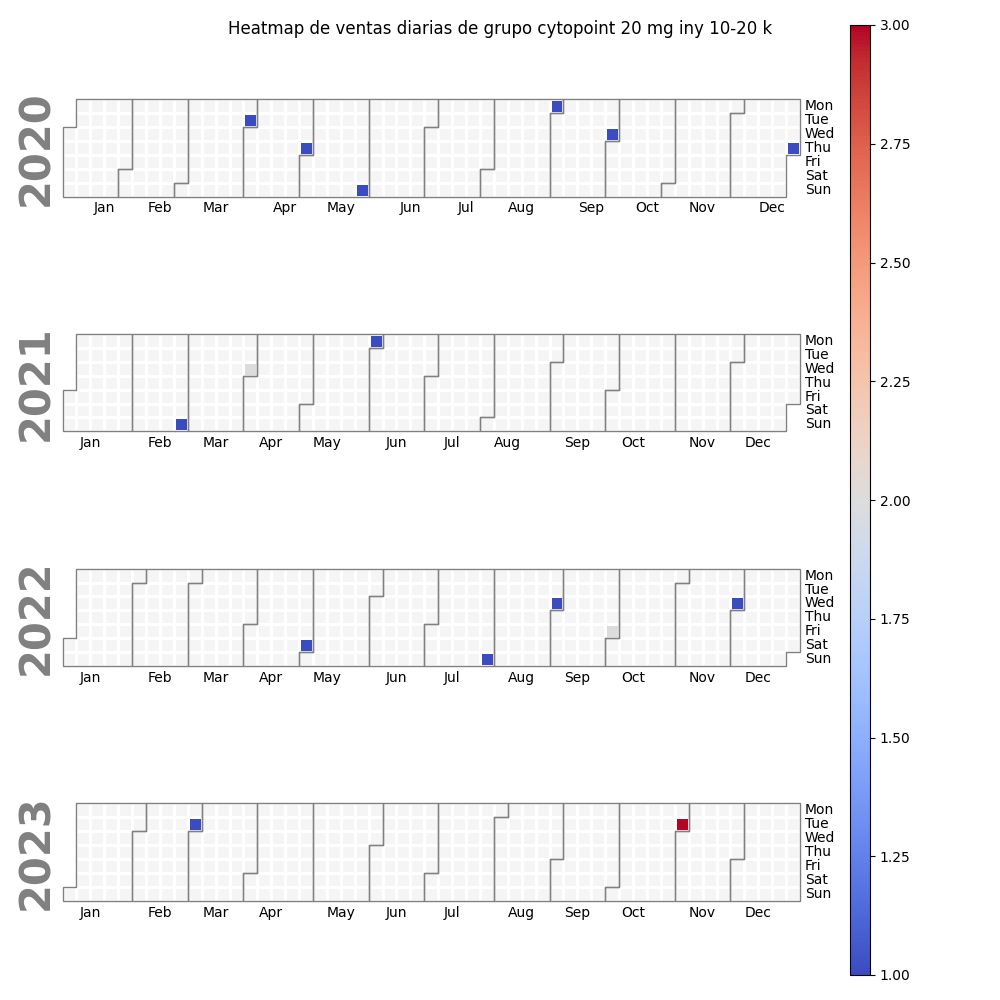 Heatmap de ventas diarias de grupo cytopoint 20 mg iny 10-20 k
2020
Mon
Tue
Wed
Thu
Fri
Sat
Sun
Jan Feb Mar Apr May Jun Jul Aug Sep Oct Nov Dec
2021
Mon
Tue
Wed
Thu
Fri
Sat
Sun
Jan Feb Mar Apr May Jun Jul Aug Sep Oct Nov Dec
2022
Mon
Tue
Wed
Thu
Fri
Sat
Sun
Jan Feb Mar Apr May Jun Jul Aug Sep Oct Nov Dec
2023
Mon
Tue
Wed
Thu
Fri
Sat
Sun
Jan Feb Mar Apr May Jun Jul Aug Sep Oct Nov Dec
3.00
2.75
2.50
2.25
2.00
1.75
1.50
1.25
1.00